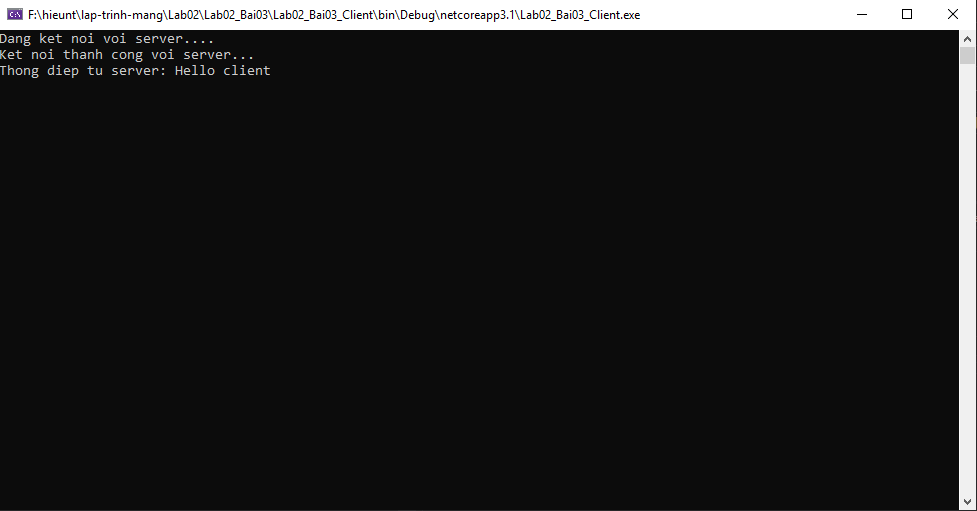 F:\hieunt\lap-trinh-mang\Lab02\Lab02_Bai03\Lab02_Bai03_Client\bin\Debug\netcoreapp3.1\Lab02_Bai03_Client.exe
Dang ket noi voi server....
Ket noi thanh cong voi server...
Thong diep tu server: Hello client